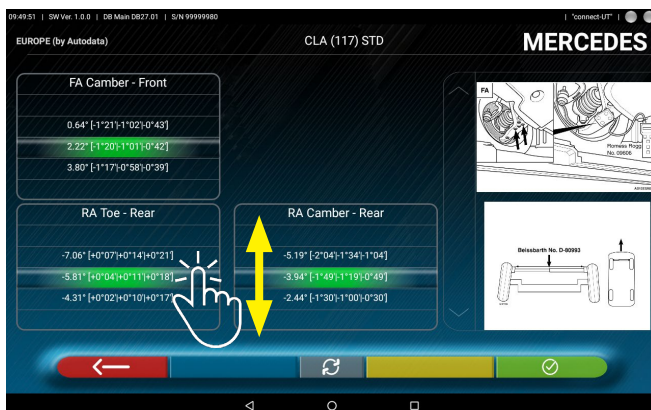 09:49:51 | SW Ver. 1.0.0 | DB Main DB27.01 | S/N 99999980
| "connect-UT" |
EUROPE (by Autodata)
CLA (117) STD
MERCEDES
FA Camber - Front
0.64° [-1°21'|-1°02'|-0°43']
2.22° [-1°20'|-1°01'|-0°42']
3.80° [-1°17'|-0°58'|-0°39']
RA Toe - Rear
-7.06° [+0°07'|+0°14'|+0°21']
-5.81° [+0°04'|+0°11'|+0°18']
-4.31° [+0°02'|+0°10'|+0°17']
RA Camber - Rear
-5.19° [-2°04'|-1°34'|-1°04']
-3.94° [-1°49'|-1°19'|-0°49']
-2.44° [-1°30'|-1°00'|-0°30']
FA
Romess Rogg
No. 09606
Beissbarth No. D-80993